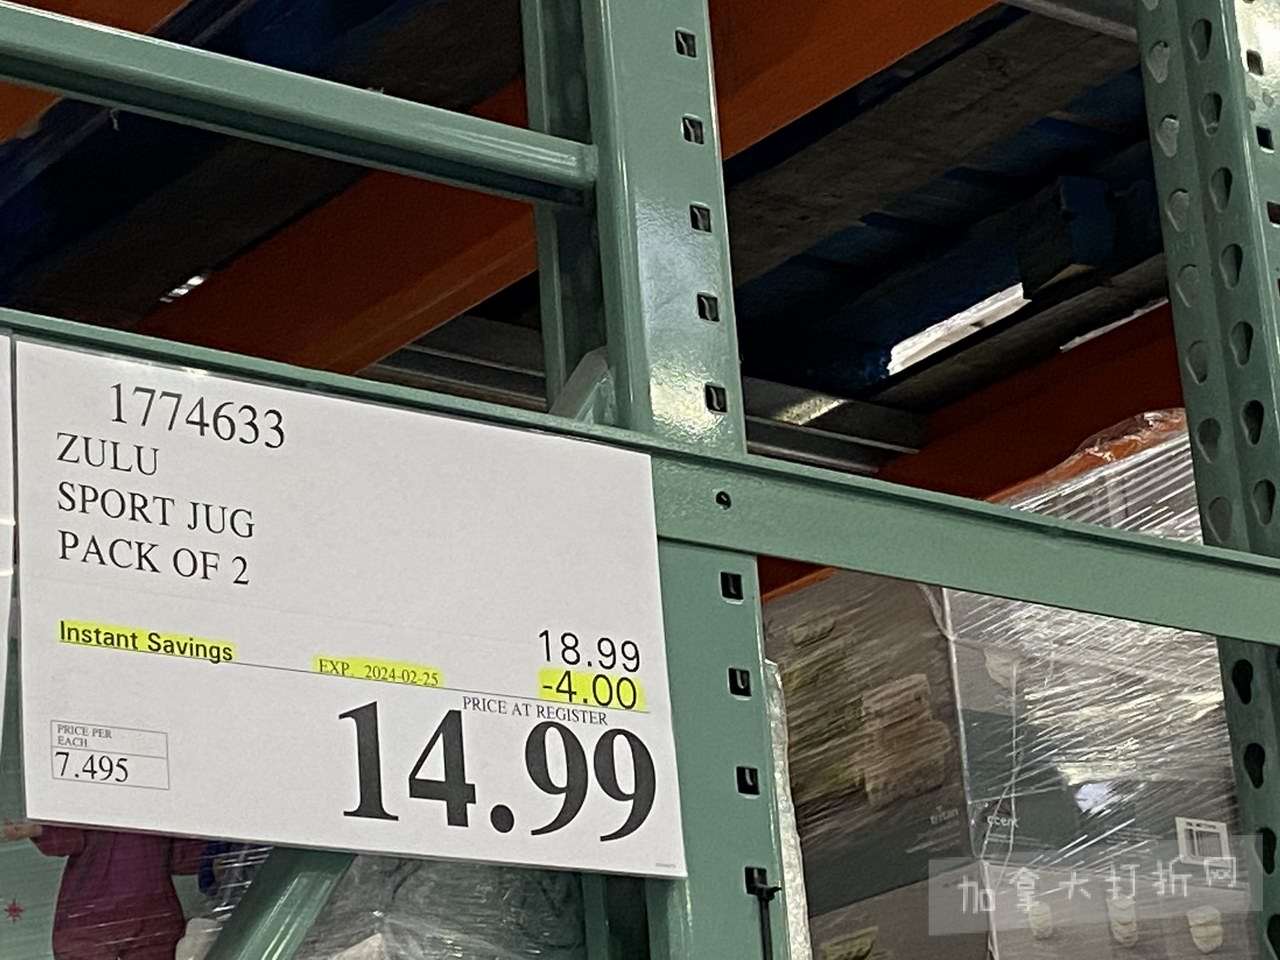 1774633
ZULU
SPORT JUG
PACK OF 2
Instant Savings
EXP. 2024-02-25
18.99
-4.00
PRICE AT REGISTER
14.99
PRICE PER
EACH
7.495
tritan
加拿大打折网